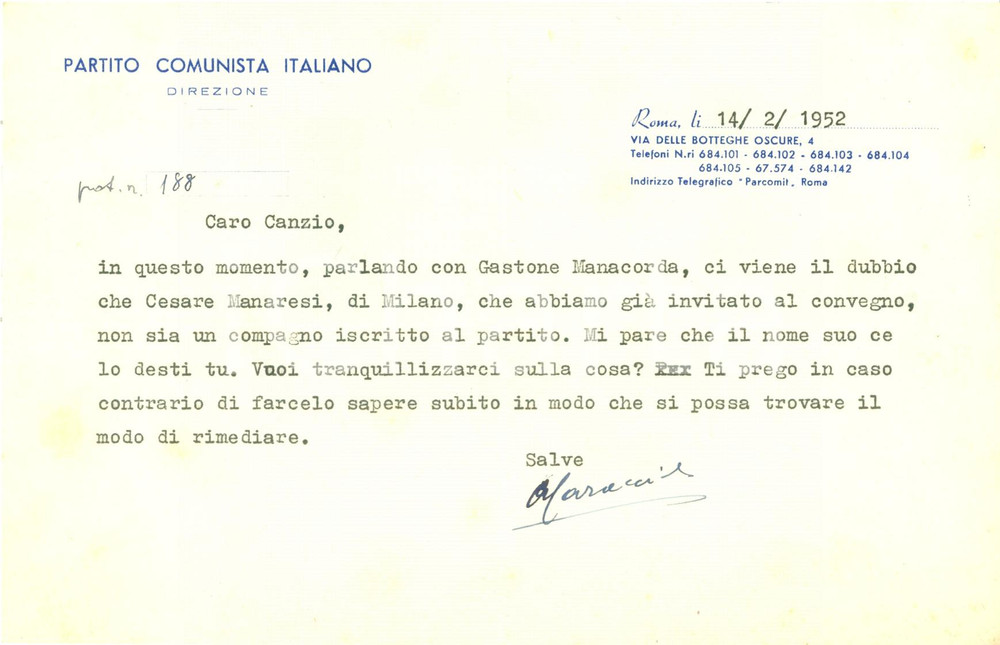 PARTITO COMUNISTA ITALIANO
DIREZIONE
Roma, li 14/ 2/ 1952
VIA DELLE BOTTEGHE OSCURE, 4
Telefoni N.ri 684.101 - 684.102 - 684.103 - 684.104
684.105 - 67.574 - 684.142
Indirizzo Telegrafico "Parcomit, Roma
prot. n. 188
Caro Canzio,
in questo momento, parlando con Gastone Manacorda, ci viene il dubbio
che Cesare Manaresi, di Milano, che abbiamo già invitato al convegno,
non sia un compagno iscritto al partito. Mi pare che il nome suo ce
lo desti tu. Vuoi tranquillizzarci sulla cosa? Ti prego in caso
contrario di farcelo sapere subito in modo che si possa trovare il
modo di rimediare.
Salve